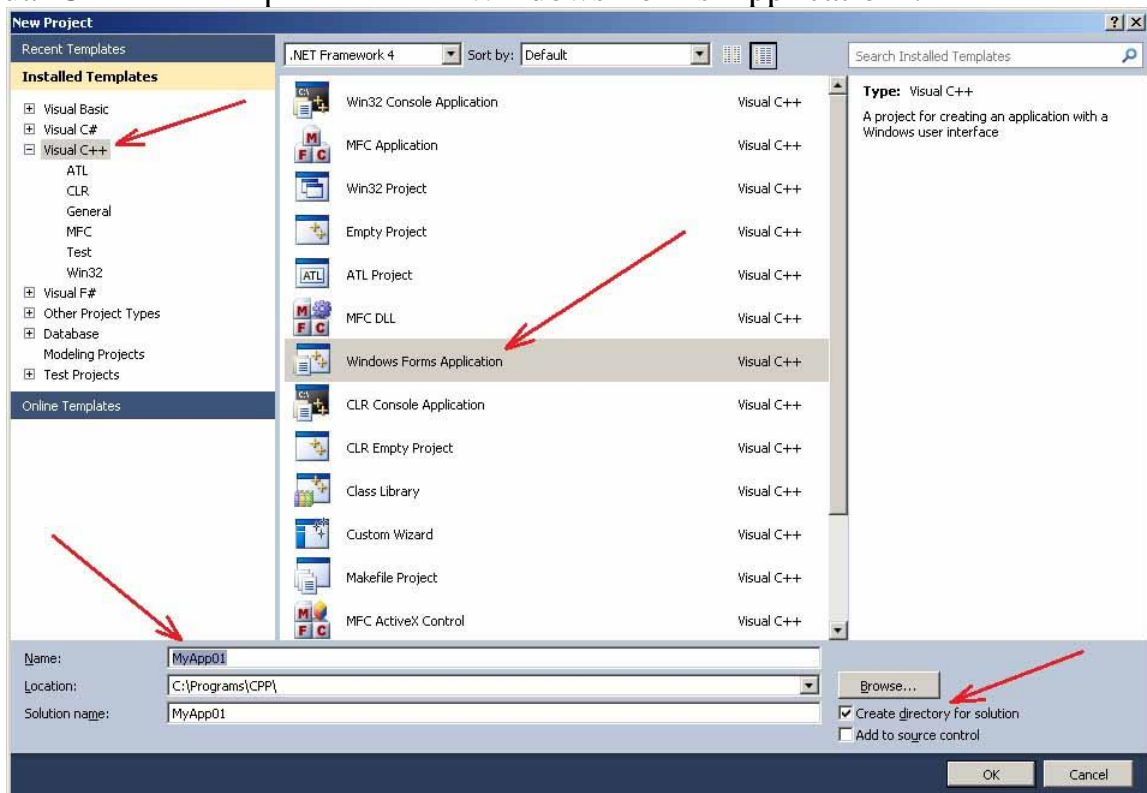 New Project
Recent Templates
Installed Templates
Visual Basic
Visual C#
Visual C++
ATL
CLR
General
MFC
Test
Win32
Visual F#
Other Project Types
Database
Modeling Projects
Test Projects
Online Templates
.NET Framework 4 Sort by: Default
Win32 Console Application Visual C++
MFC Application Visual C++
Win32 Project Visual C++
Empty Project Visual C++
ATL Project Visual C++
MFC DLL Visual C++
Windows Forms Application Visual C++
CLR Console Application Visual C++
CLR Empty Project Visual C++
Class Library Visual C++
Custom Wizard Visual C++
Makefile Project Visual C++
MFC ActiveX Control Visual C++
Search Installed Templates
Type: Visual C++
A project for creating an application with a
Windows user interface
Name: MyApp01
Location: C:\Programs\CPP\
Solution name: MyApp01
Browse...
Create directory for solution
Add to source control
OK Cancel